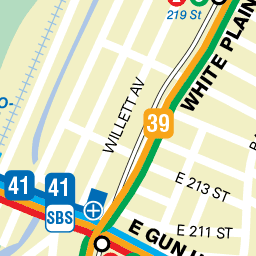 219 St
WHITE PLAIN
O-
WILLETT AV
39
41
41
SBS
E 213 ST
E 211 ST
E GUN